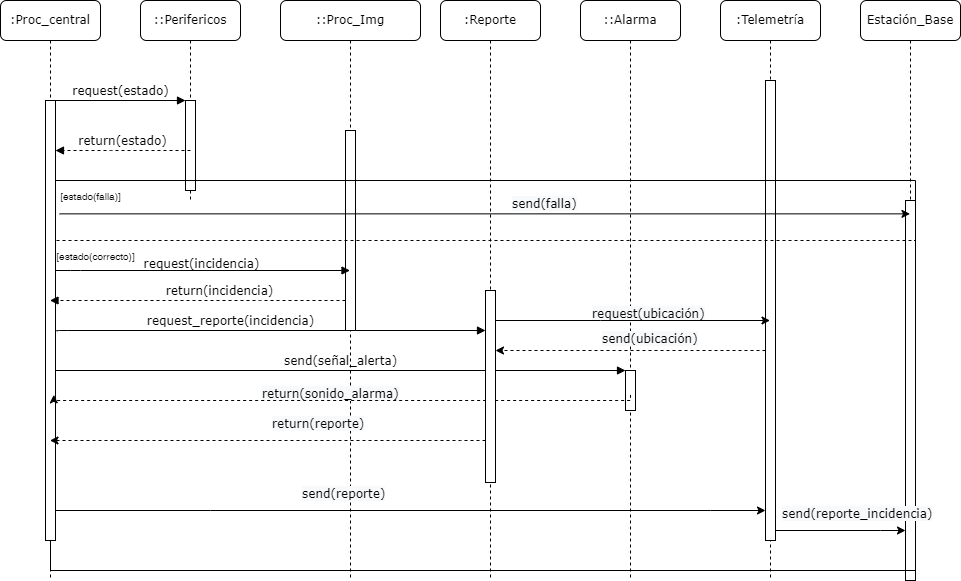 :Proc_central
::Perifericos
::Proc_Img
:Reporte
::Alarma
:Telemetría
Estación_Base
request(estado)
return(estado)
[estado(falla)]
send(falla)
[estado(correcto)]
request(incidencia)
return(incidencia)
request_reporte(incidencia)
request(ubicación)
send(ubicación)
send(señal_alerta)
return(sonido_alarma)
return(reporte)
send(reporte)
send(reporte_incidencia)